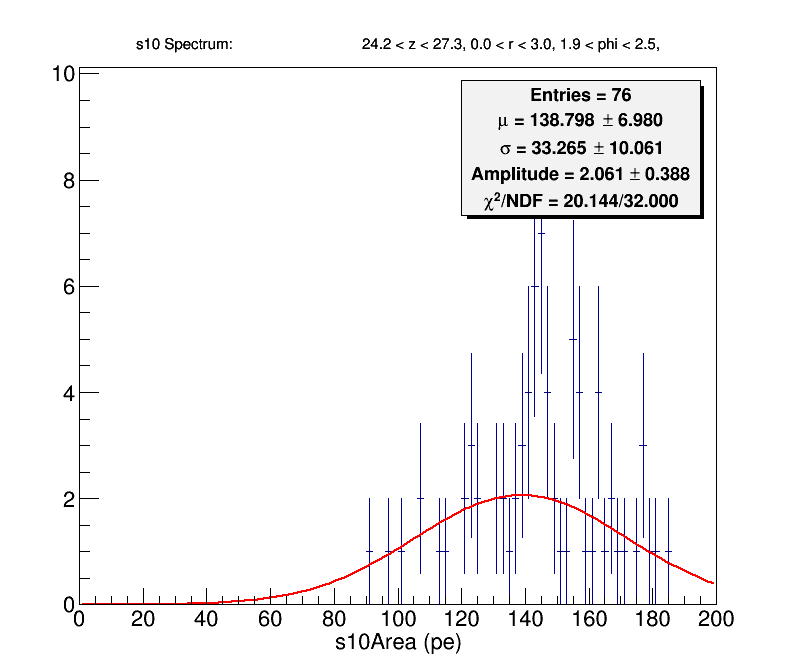 s10 Spectrum: 24.2 < z < 27.3, 0.0 < r < 3.0, 1.9 < phi < 2.5,
Entries = 76
μ = 138.798 ± 6.980
σ = 33.265 ± 10.061
Amplitude = 2.061 ± 0.388
χ²/NDF = 20.144/32.000
10
8
6
4
2
0
0 20 40 60 80 100 120 140 160 180 200
s10Area (pe)